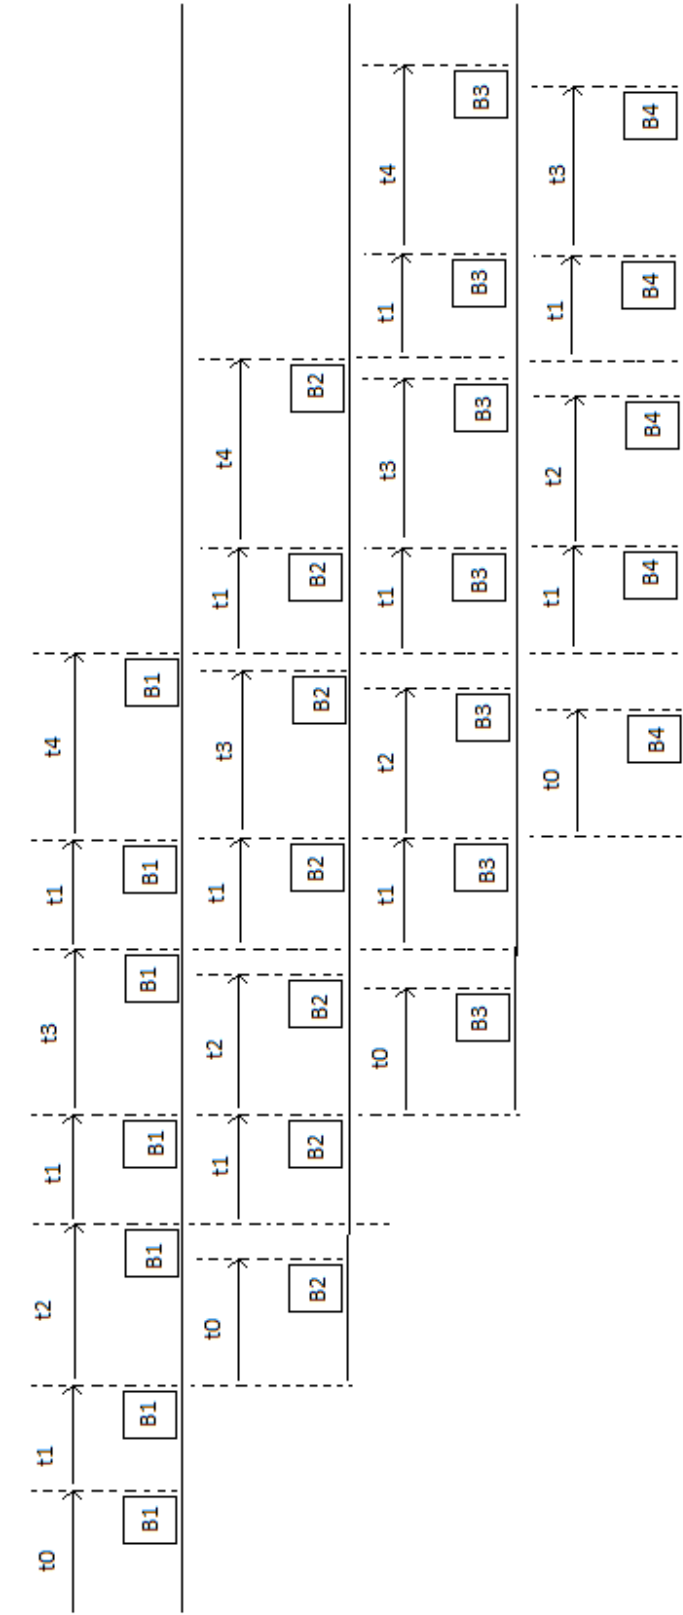 t0 t1 t2 t1 t3 t1 t4
B1 B1 B1 B1 B1 B1 B1
t0 t1 t2 t1 t3 t1 t4
B2 B2 B2 B2 B2 B2 B2
t0 t1 t2 t1 t3 t1 t4
B3 B3 B3 B3 B3 B3 B3
t0 t1 t2 t1 t3
B4 B4 B4 B4 B4